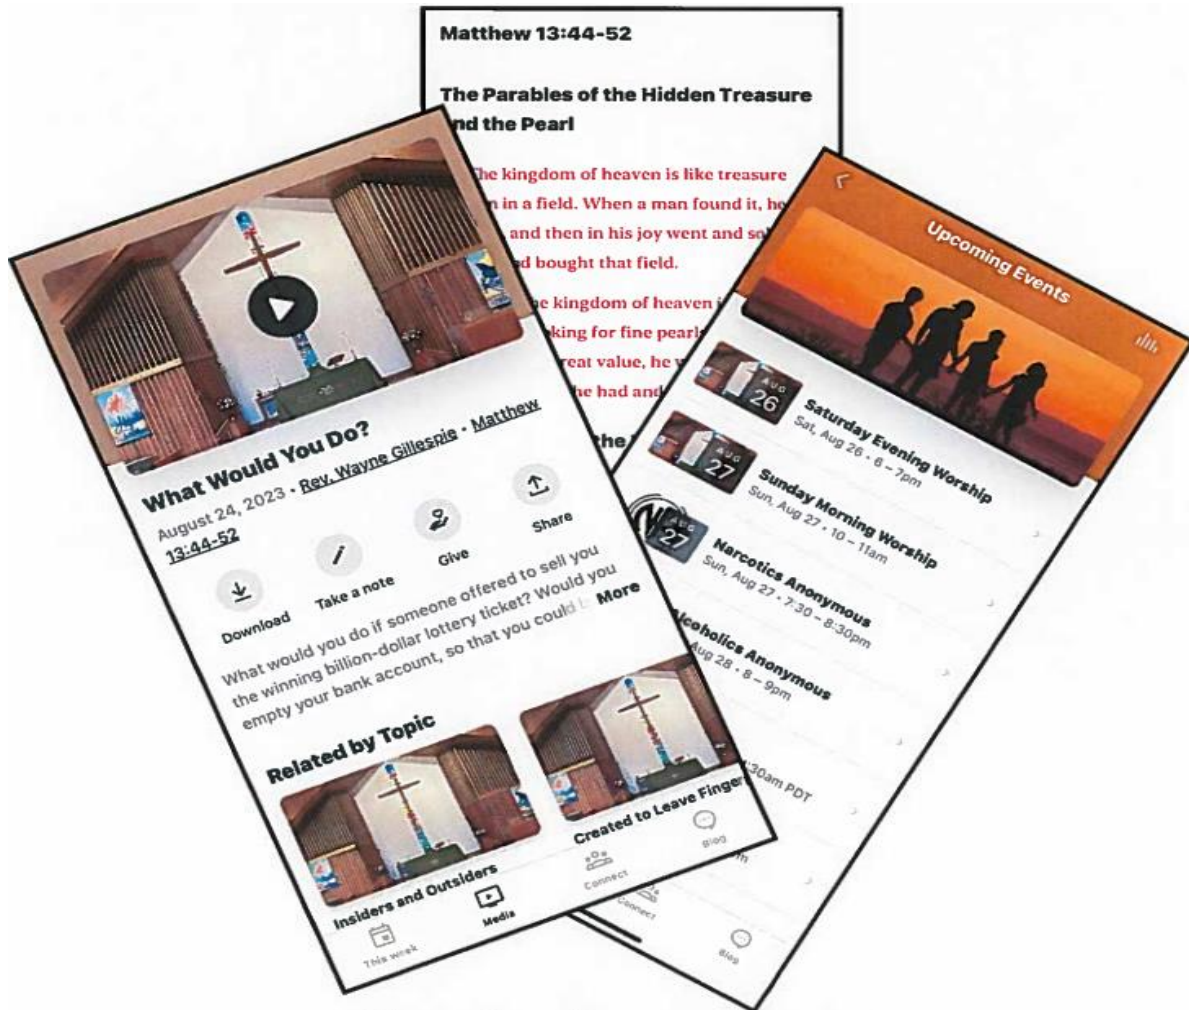 Matthew 13:44-52
The Parables of the Hidden Treasure
and the Pearl
he kingdom of heaven is like treasure
n in a field. When a man found it, he
and then in his joy went and
d bought that field.
e kingdom of heaven
king for fine pearls
reat value, he
he had and
the
What Would You Do?
August 24, 2023 • Rev. Wayne Gillespie • Matthew
13:44-52
Download
Take a note
Give
Share
What would you do if someone offered to sell you
the winning billion-dollar lottery ticket? Would you
empty your bank account, so that you could More
Related by Topic
Insiders and Outsiders
Created to Leave Finger
This week
Media
Connect
Blog
Upcoming Events
AUG
26
Saturday Evening Worship
Sat, Aug 26 • 6 – 7pm
AUG
27
Sunday Morning Worship
Sun, Aug 27 • 10 – 11am
AUG
27
Narcotics Anonymous
Sun, Aug 27 • 7:30 – 8:30pm
coholics Anonymous
Aug 28 • 8 – 9pm
:30am PDT
m
Connect
Blog